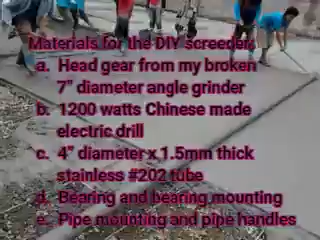 Materials for the DIY screeder:
a. Head gear from my broken
7" diameter angle grinder
b. 1200 watts Chinese made
electric drill
c. 4" diameter x 1.5mm thick
stainless #202 tube
d. Bearing and bearing mounting
e. Pipe mounting and pipe handles